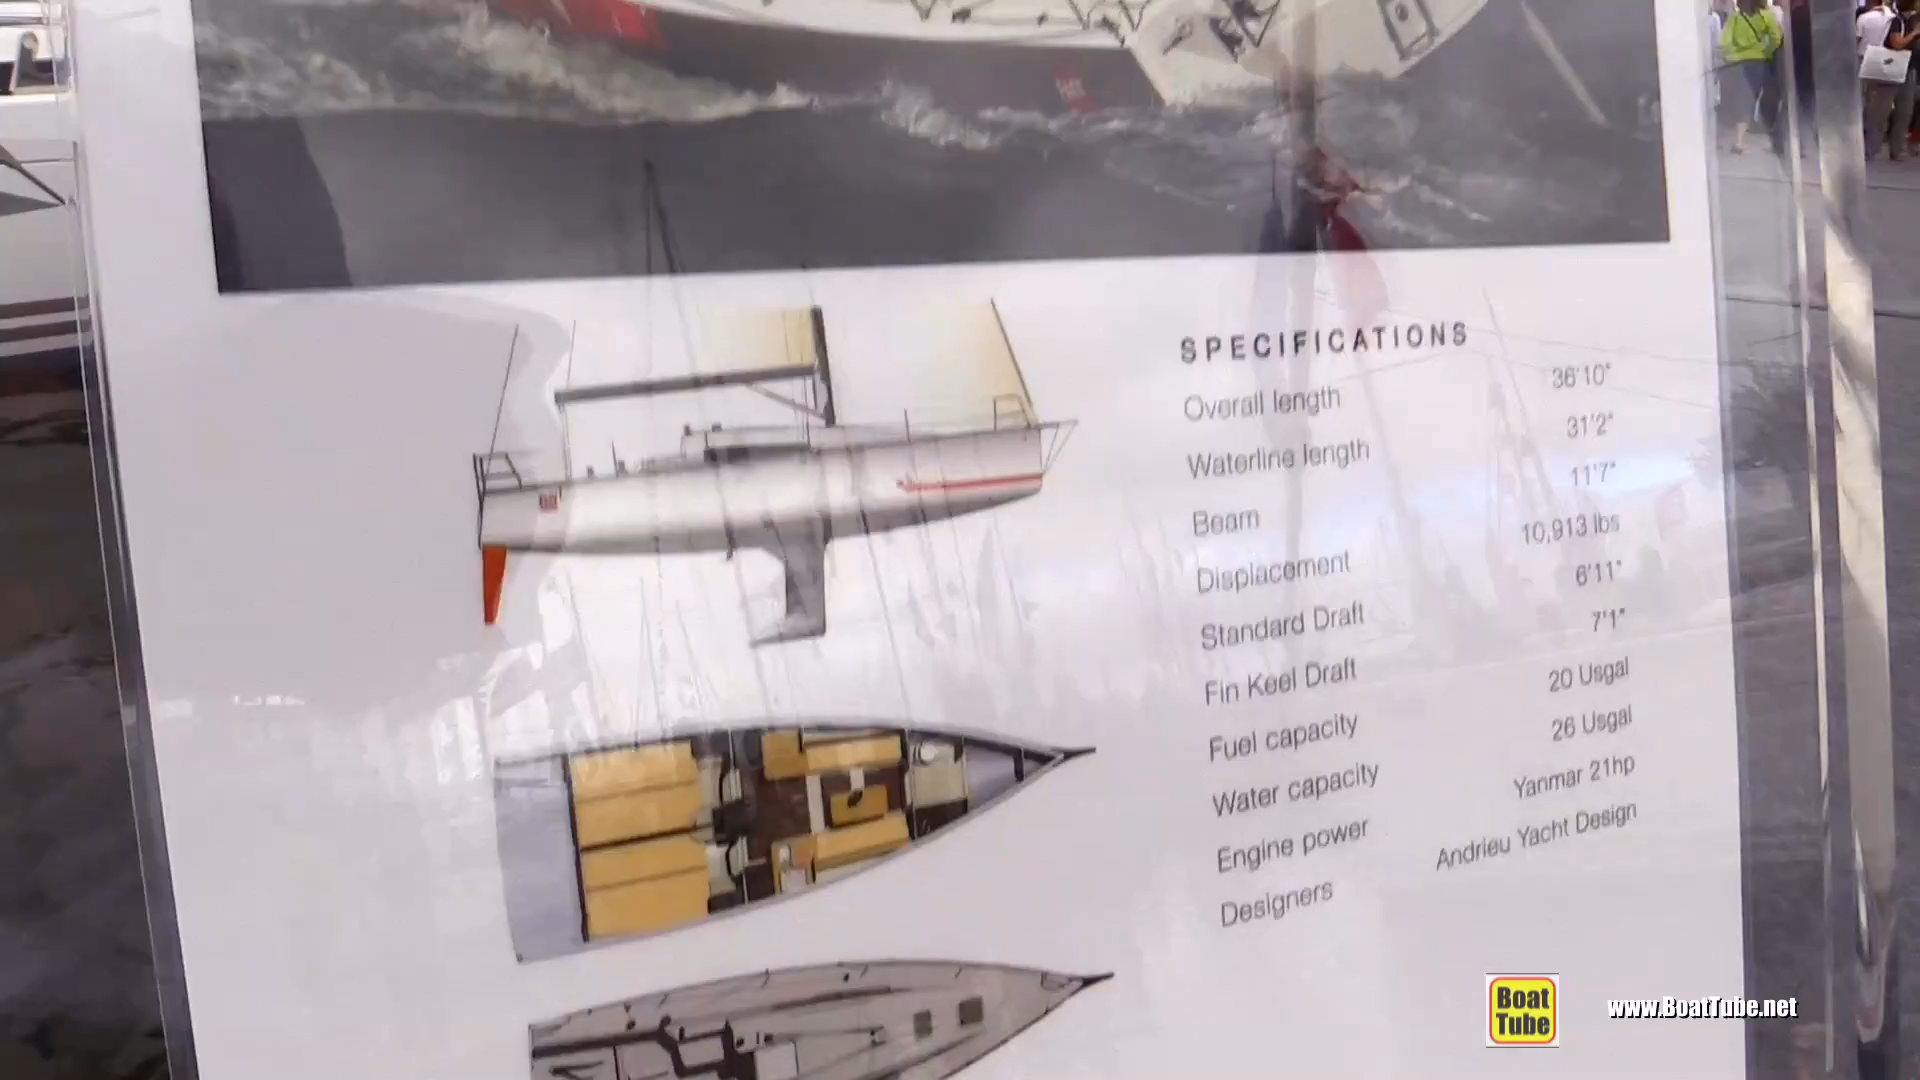 SPECIFICATIONS
Overall length 36'10"
Waterline length 31'2"
Beam 11'7"
Displacement 10,913 lbs
Standard Draft 6'11"
Fin Keel Draft 7'1"
Fuel capacity 20 Usgal
Water capacity 26 Usgal
Engine power Yanmar 21hp
Designers Andrieu Yacht Design
Boat
Tube
www.BoatTube.net